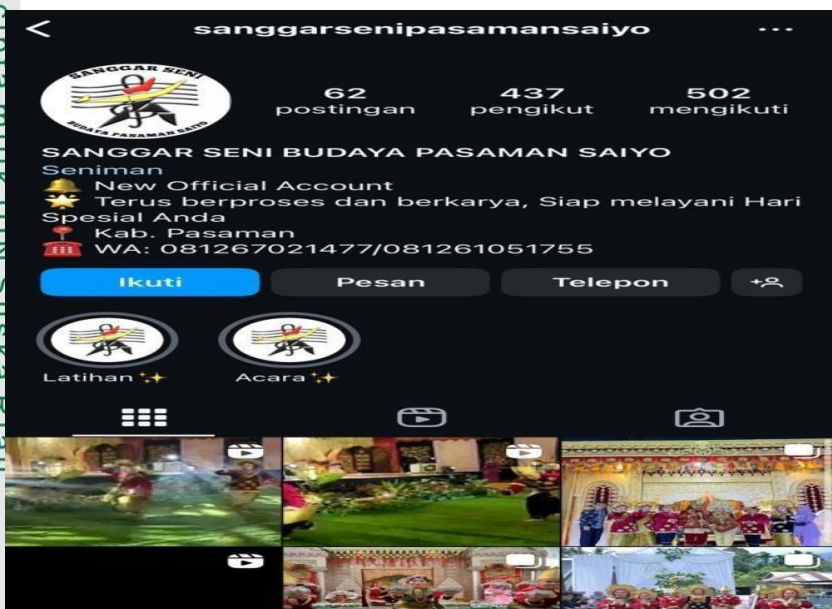 sanggarsenipasamansaiyo
SANGGAR SENI
BUDAYA PASAMAN SAIYO
62 437 502
postingan pengikut mengikuti
SANGGAR SENI BUDAYA PASAMAN SAIYO
Seniman
New Official Account
Terus berproses dan berkarya, Siap melayani Hari
Spesial Anda
Kab. Pasaman
WA: 081267021477/081261051755
Ikuti Pesan Telepon
Latihan Acara